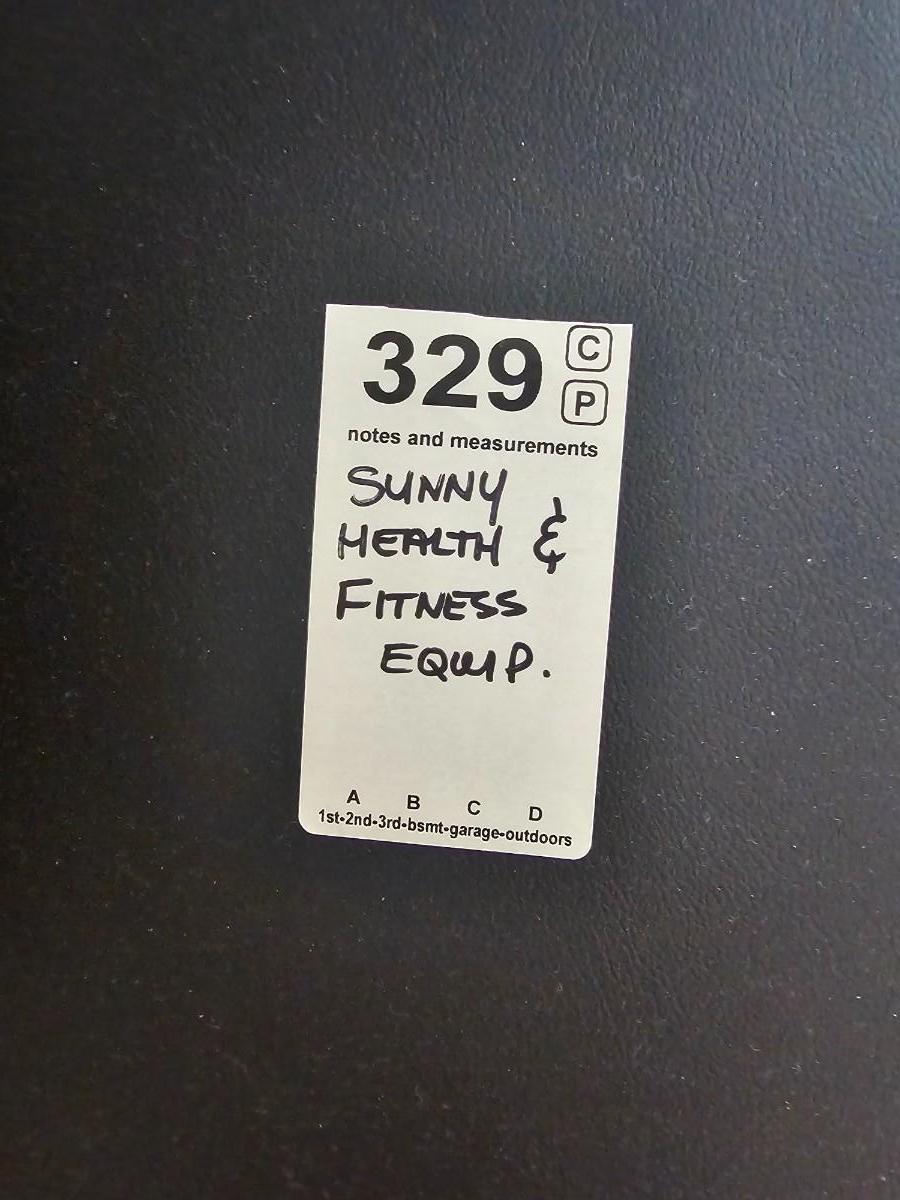 329
C
P
notes and measurements
SUNNY
HEALTH &
FITNESS
EQUIP.
A B C D
1st-2nd-3rd-bsmt-garage-outdoors